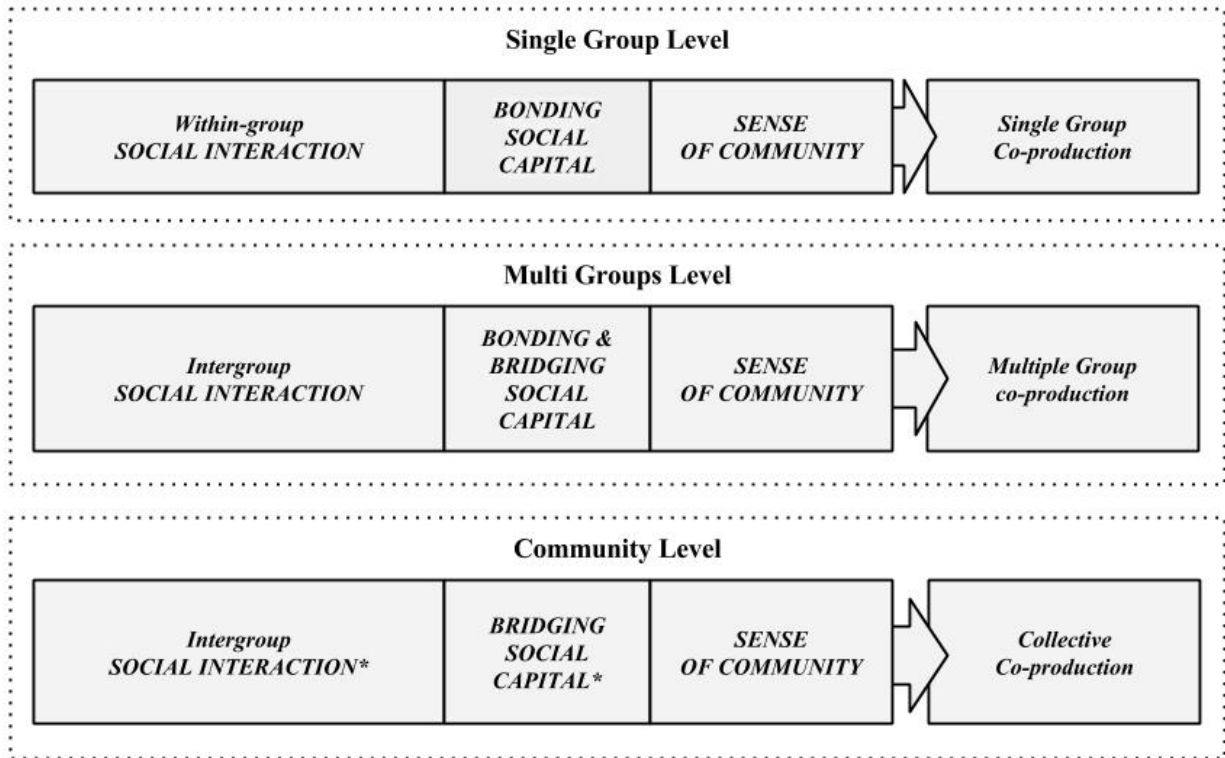 Single Group Level
Within-group
SOCIAL INTERACTION
BONDING
SOCIAL
CAPITAL
SENSE
OF COMMUNITY
Single Group
Co-production
Multi Groups Level
Intergroup
SOCIAL INTERACTION
BONDING &
BRIDGING
SOCIAL
CAPITAL
SENSE
OF COMMUNITY
Multiple Group
co-production
Community Level
Intergroup
SOCIAL INTERACTION*
BRIDGING
SOCIAL
CAPITAL*
SENSE
OF COMMUNITY
Collective
Co-production